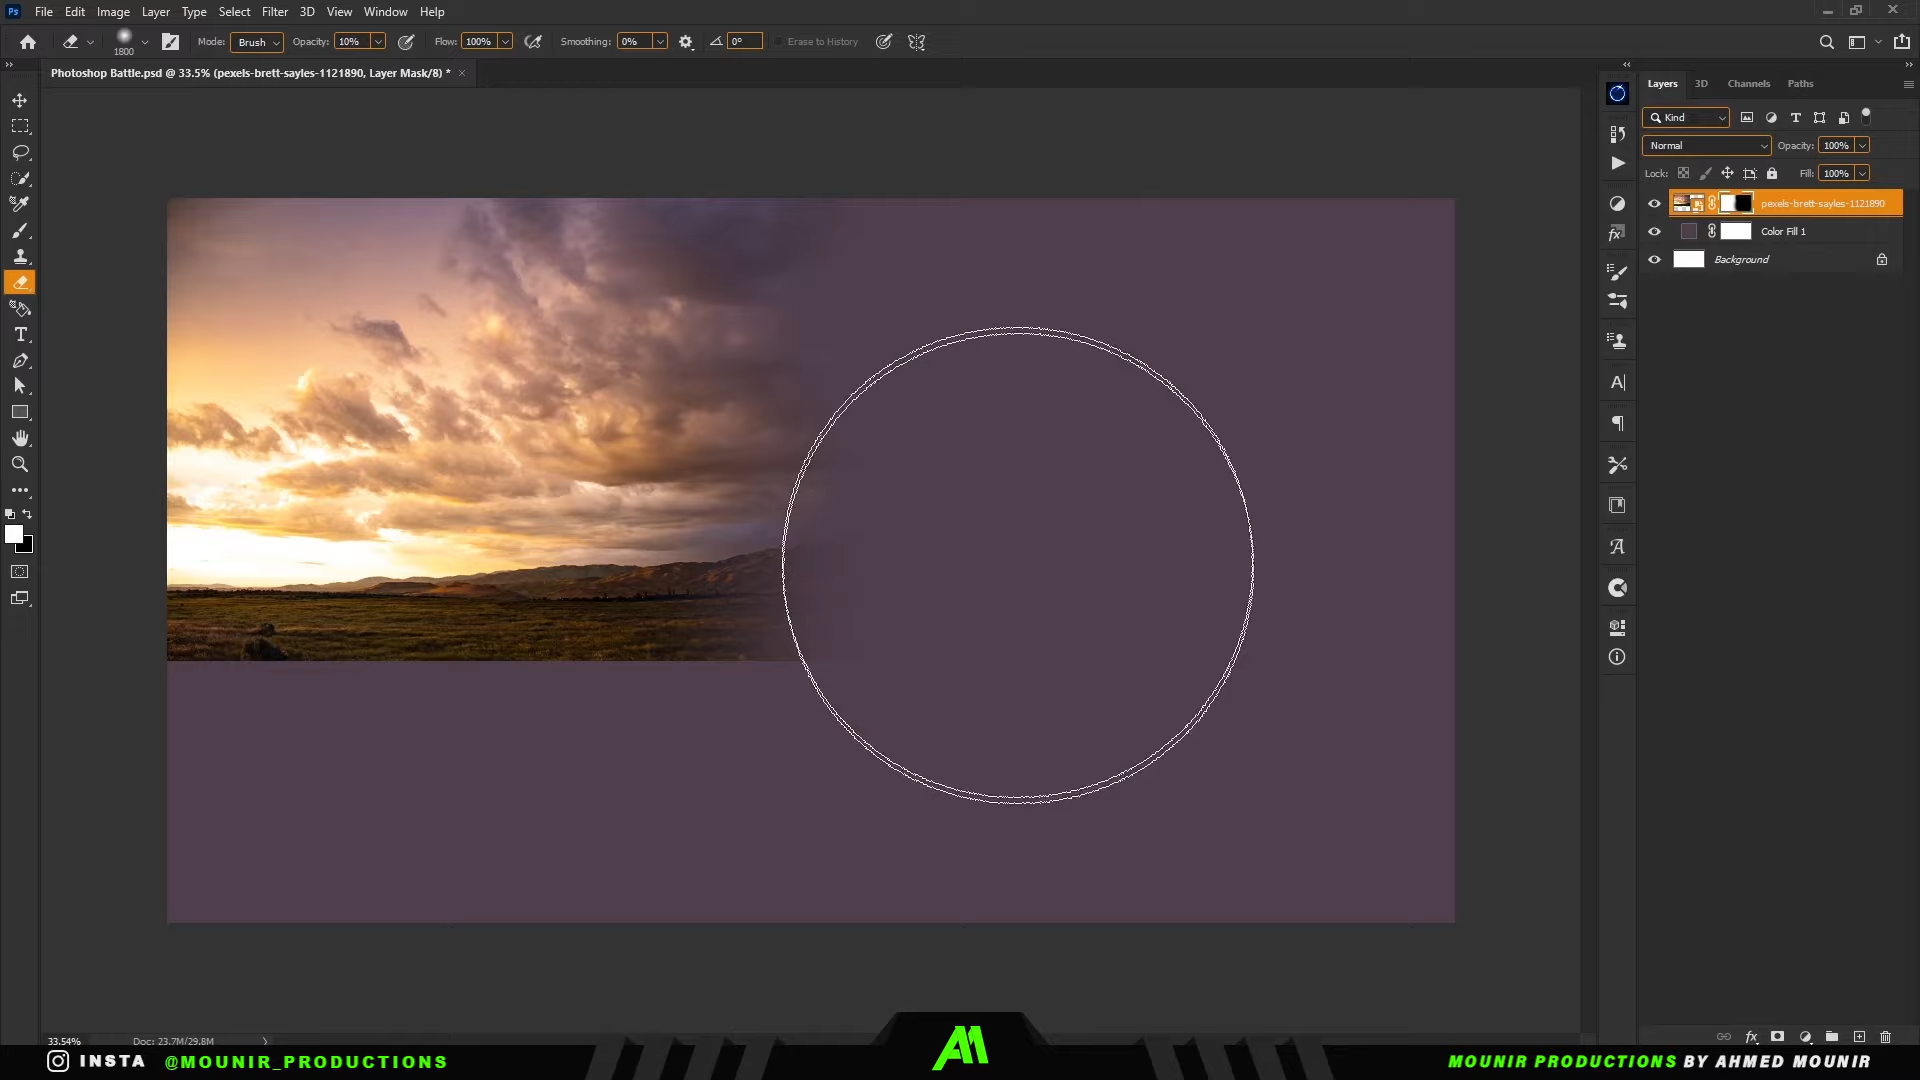 Ps File Edit Image Layer Type Select Filter 3D View Window Help
1800 Mode: Brush Opacity: 10% Flow: 100% Smoothing: 0% 0° Erase to History
Photoshop Battle.psd @ 33.5% (pexels-brett-sayles-1121890, Layer Mask/8) * ×
Layers 3D Channels Paths
Kind
Normal Opacity: 100%
Lock: Fill: 100%
pexels-brett-sayles-1121890
Color Fill 1
Background
33.54% Doc: 23.7M/29.8M
INSTA @MOUNIR_PRODUCTIONS
AM
MOUNIR PRODUCTIONS BY AHMED MOUNIR